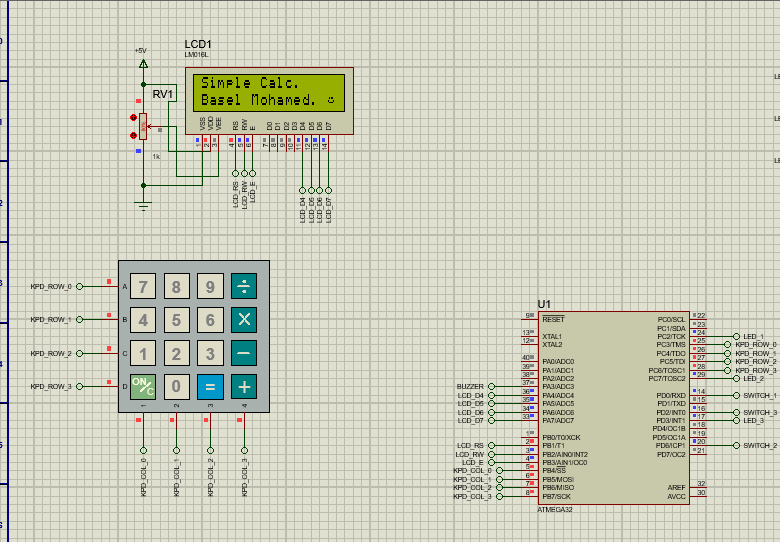 LCD1
LM016L
+5V
Simple Calc.
Basel Mohamed.
RV1
1k
VSS
VDD
VEE
RS
RW
E
D0
D1
D2
D3
D4
D5
D6
D7
1
2
3
4
5
6
7
8
9
10
11
12
13
14
LCD_RS
LCD_RW
LCD_E
LCD_D4
LCD_D5
LCD_D6
LCD_D7
KPD_ROW_0 A 7 8 9 ÷
KPD_ROW_1 B 4 5 6 X
KPD_ROW_2 C 1 2 3 −
KPD_ROW_3 D ON/C 0 = +
1 2 3 4
KPD_COL_0
KPD_COL_1
KPD_COL_2
KPD_COL_3
U1
9 RESET PC0/SCL 22
PC1/SDA 23
13 XTAL1 PC2/TCK 24 LED_1
12 XTAL2 PC3/TMS 25 KPD_ROW_0
PC4/TDO 26 KPD_ROW_1
40 PA0/ADC0 PC5/TDI 27 KPD_ROW_2
39 PA1/ADC1 PC6/TOSC1 28 KPD_ROW_3
38 PA2/ADC2 PC7/TOSC2 29 LED_2
BUZZER 37 PA3/ADC3
LCD_D4 36 PA4/ADC4 PD0/RXD 14 SWITCH_1
LCD_D5 35 PA5/ADC5 PD1/TXD 15
LCD_D6 34 PA6/ADC6 PD2/INT0 16 SWITCH_3
LCD_D7 33 PA7/ADC7 PD3/INT1 17 LED_3
PD4/OC1B 18
1 PB0/T0/XCK PD5/OC1A 19
LCD_RS 2 PB1/T1 PD6/ICP1 20 SWITCH_2
LCD_RW 3 PB2/AIN0/INT2 PD7/OC2 21
LCD_E 4 PB3/AIN1/OC0
KPD_COL_0 5 PB4/SS
KPD_COL_1 6 PB5/MOSI
KPD_COL_2 7 PB6/MISO AREF 32
KPD_COL_3 8 PB7/SCK AVCC 30
ATMEGA32